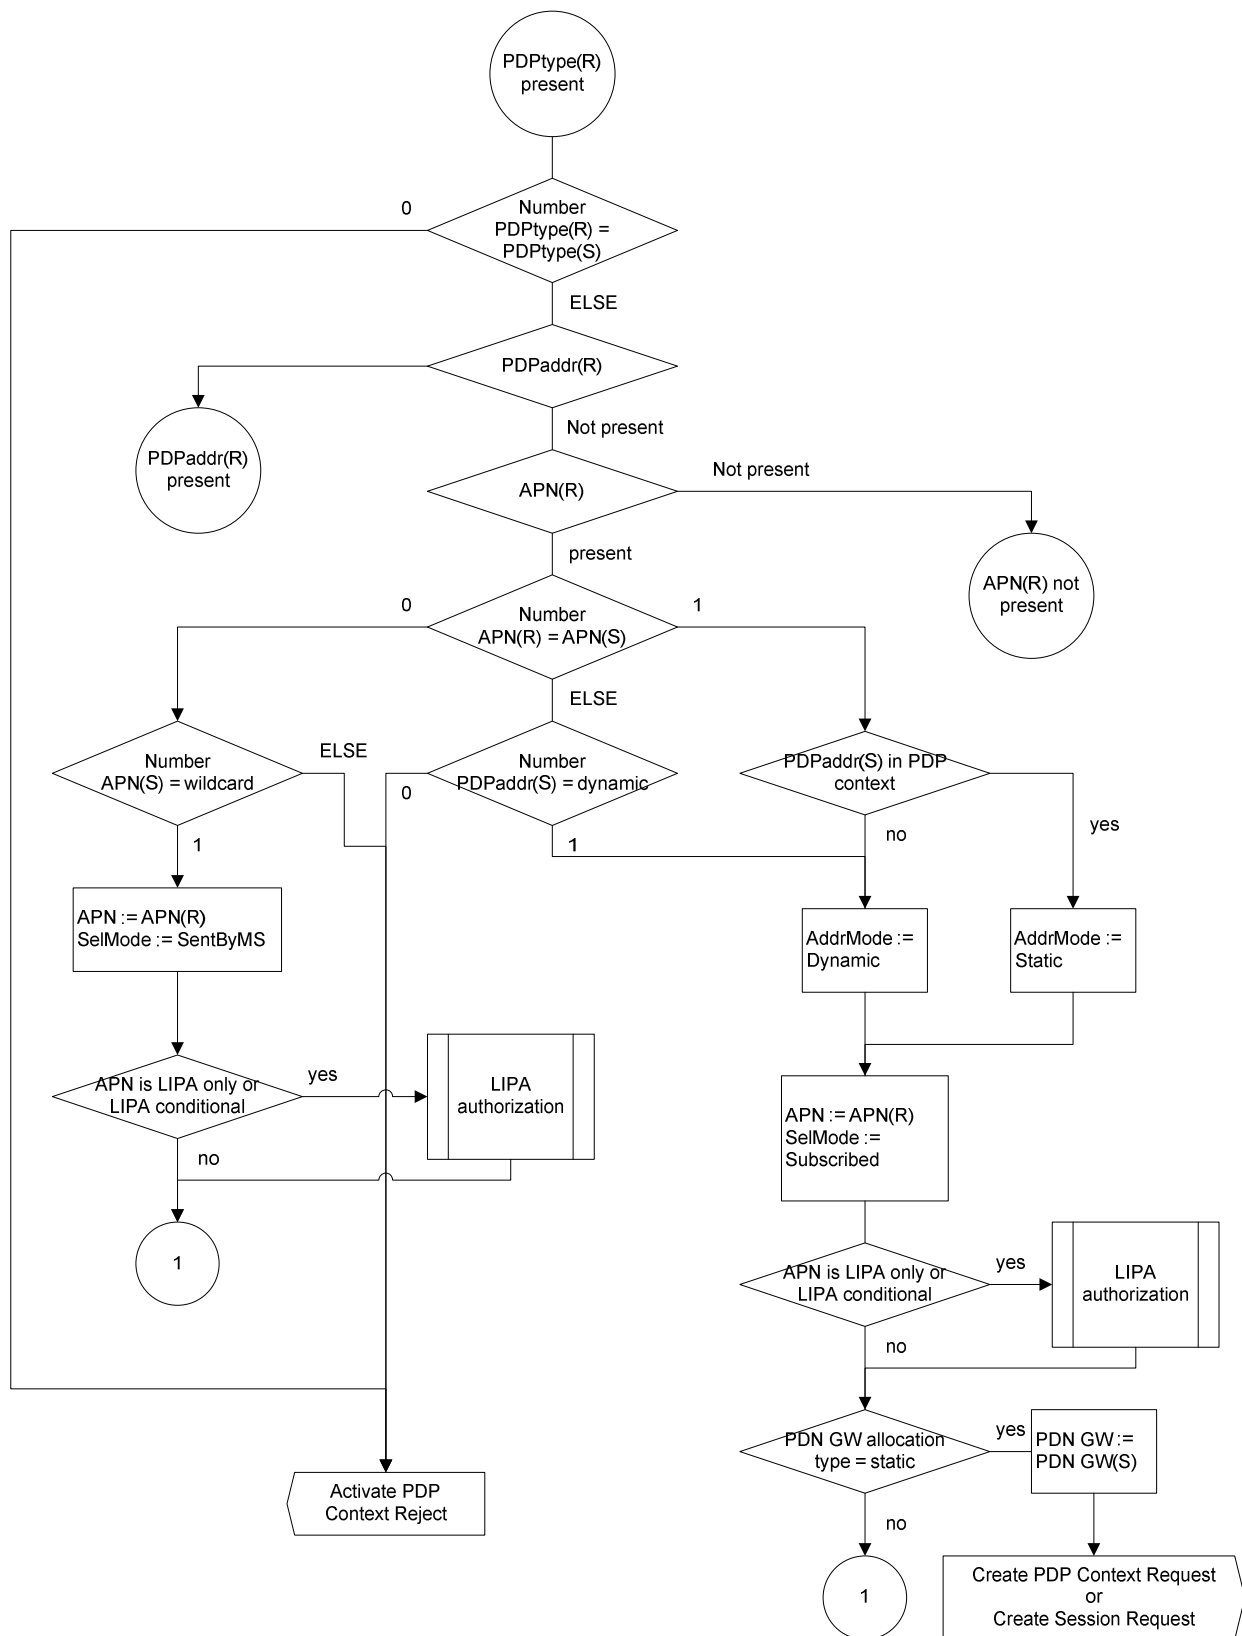 PDPtype(R)
present
0
Number
PDPtype(R) =
PDPtype(S)
ELSE
PDPaddr(R)
Not present
PDPaddr(R)
present
APN(R)
Not present
present
APN(R) not
present
0
Number
APN(R) = APN(S)
1
ELSE
Number
APN(S) = wildcard
ELSE
Number
PDPaddr(S) = dynamic
0
PDPaddr(S) in PDP
context
1
1
no
yes
APN := APN(R)
SelMode := SentByMS
AddrMode :=
Dynamic
AddrMode :=
Static
APN is LIPA only or
LIPA conditional
yes
LIPA
authorization
no
APN := APN(R)
SelMode :=
Subscribed
1
APN is LIPA only or
LIPA conditional
yes
LIPA
authorization
no
PDN GW allocation
type = static
yes
PDN GW :=
PDN GW(S)
Activate PDP
Context Reject
no
1
Create PDP Context Request
or
Create Session Request